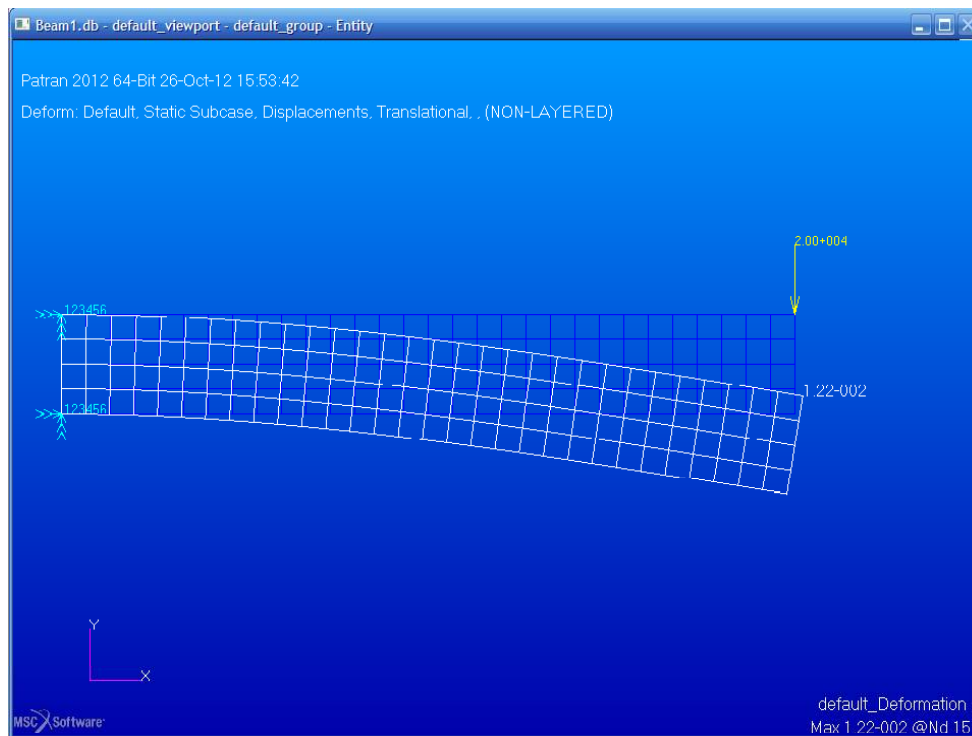 Beam1.db - default_viewport - default_group - Entity
Patran 2012 64-Bit 26-Oct-12 15:53:42
Deform: Default, Static Subcase, Displacements, Translational, , (NON-LAYERED)
2.00+004
123456
1.22-002
123456
Y
X
default_Deformation
MSC Software
Max 1.22-002 @Nd 15